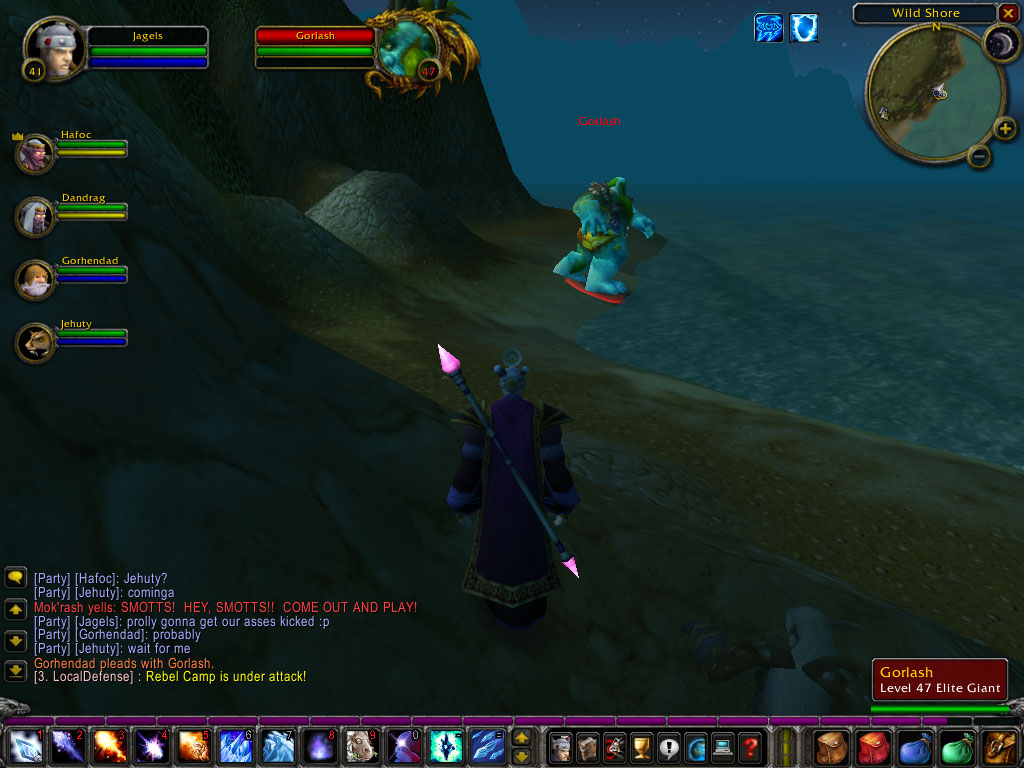 Jagels
41
Gorlash
47
Wild Shore
N
Hafoc
Dandrag
Gorhendad
Jehuty
Gorlash
[Party] [Hafoc]: Jehuty?
[Party] [Jehuty]: cominga
Mok'rash yells: SMOTTS!  HEY, SMOTTS!!  COME OUT AND PLAY!
[Party] [Jagels]: prolly gonna get our asses kicked :p
[Party] [Gorhendad]: probably
[Party] [Jehuty]: wait for me
Gorhendad pleads with Gorlash.
[3. LocalDefense] : Rebel Camp is under attack!
Gorlash
Level 47 Elite Giant
1 2 3 4 5 6 7 8 9 0 - =